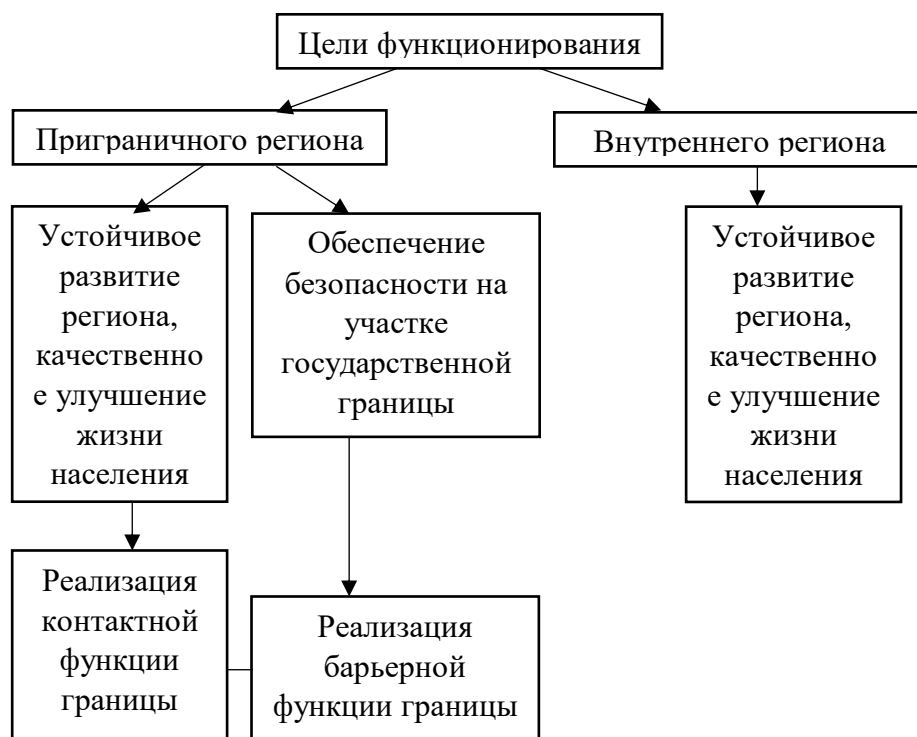 Цели функционирования
Приграничного региона
Внутреннего региона
Устойчивое
развитие
региона,
качественно
е улучшение
жизни
населения
Обеспечение
безопасности на
участке
государственной
границы
Устойчивое
развитие
региона,
качественно
е улучшение
жизни
населения
Реализация
контактной
функции
границы
Реализация
барьерной
функции границы